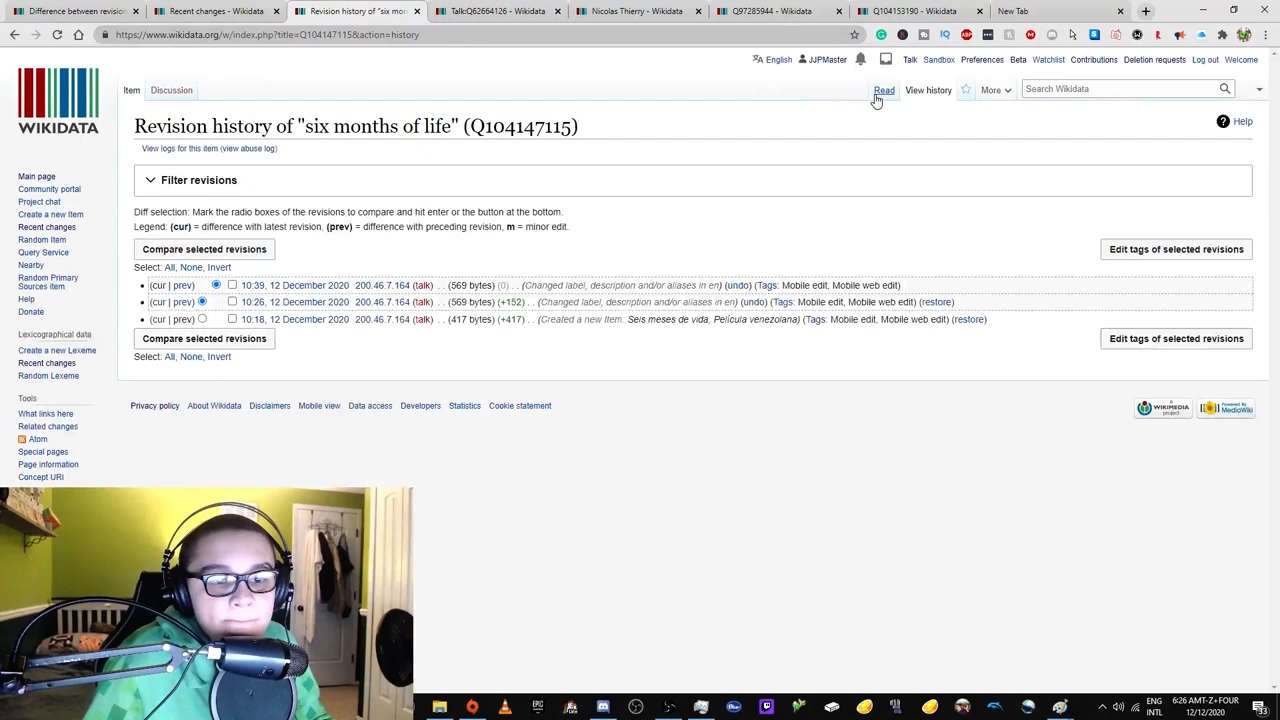 Difference between revis
Recent changes - Wikidata
Revision history of "six mon
Talk:Q62664126 - Wikidata
Nicolas Thierry - Wikidata
Q97285944 - Wikidata
Q104153190 - Wikidata
New Tab
https://www.wikidata.org/w/index.php?title=Q104147115&action=history
English JJPMaster Talk Sandbox Preferences Beta Watchlist Contributions Deletion requests Log out Welcome
WIKIDATA
Item Discussion Read View history More Search Wikidata
Revision history of "six months of life" (Q104147115)
Help
View logs for this item (view abuse log)
Filter revisions
Diff selection: Mark the radio boxes of the revisions to compare and hit enter or the button at the bottom.
Legend: (cur) = difference with latest revision, (prev) = difference with preceding revision, m = minor edit.
Compare selected revisions Edit tags of selected revisions
Select: All, None, Invert
(cur | prev) 10:39, 12 December 2020 200.46.7.164 (talk) . . (569 bytes) (0) . . (Changed label, description and/or aliases in en) (undo) (Tags: Mobile edit, Mobile web edit)
(cur | prev) 10:26, 12 December 2020 200.46.7.164 (talk) . . (569 bytes) (+152) . . (Changed label, description and/or aliases in en) (undo) (Tags: Mobile edit, Mobile web edit) (restore)
(cur | prev) 10:18, 12 December 2020 200.46.7.164 (talk) . . (417 bytes) (+417) . . (Created a new Item: Seis meses de vida, Película venezolana) (Tags: Mobile edit, Mobile web edit) (restore)
Compare selected revisions Edit tags of selected revisions
Select: All, None, Invert
Privacy policy About Wikidata Disclaimers Mobile view Data access Developers Statistics Cookie statement
A WIKIMEDIA project
Powered By MediaWiki
Main page
Community portal
Project chat
Create a new Item
Recent changes
Random Item
Query Service
Nearby
Random Primary
Sources item
Help
Donate
Lexicographical data
Create a new Lexeme
Recent changes
Random Lexeme
Tools
What links here
Related changes
Atom
Special pages
Page information
Concept URI
ENG
INTL
6:26 AMT-Z+FOUR
12/12/2020